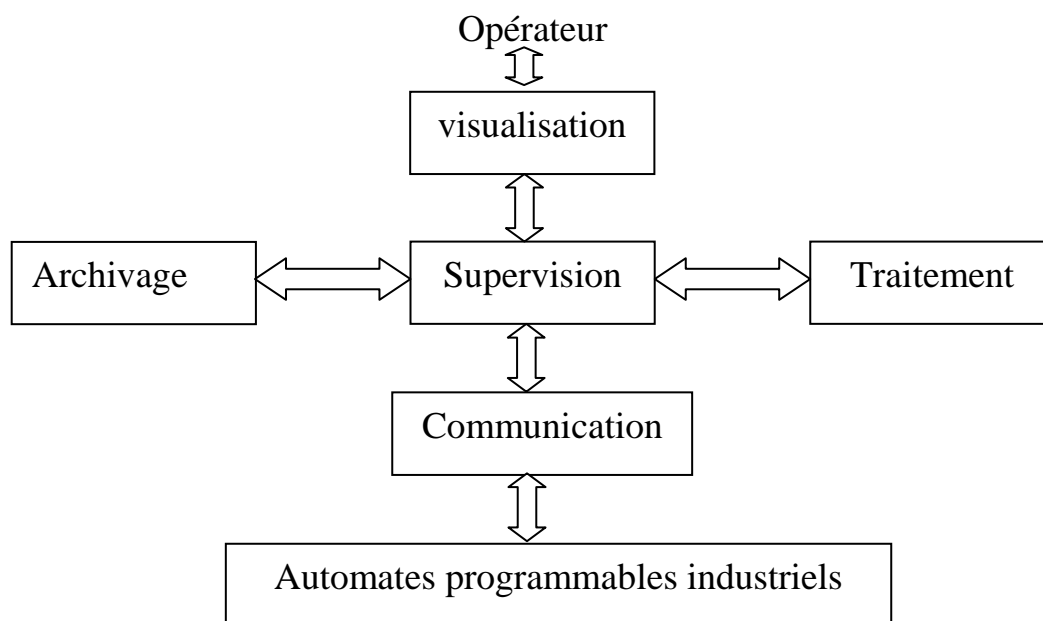 Opérateur
visualisation
Archivage
Supervision
Traitement
Communication
Automates programmables industriels